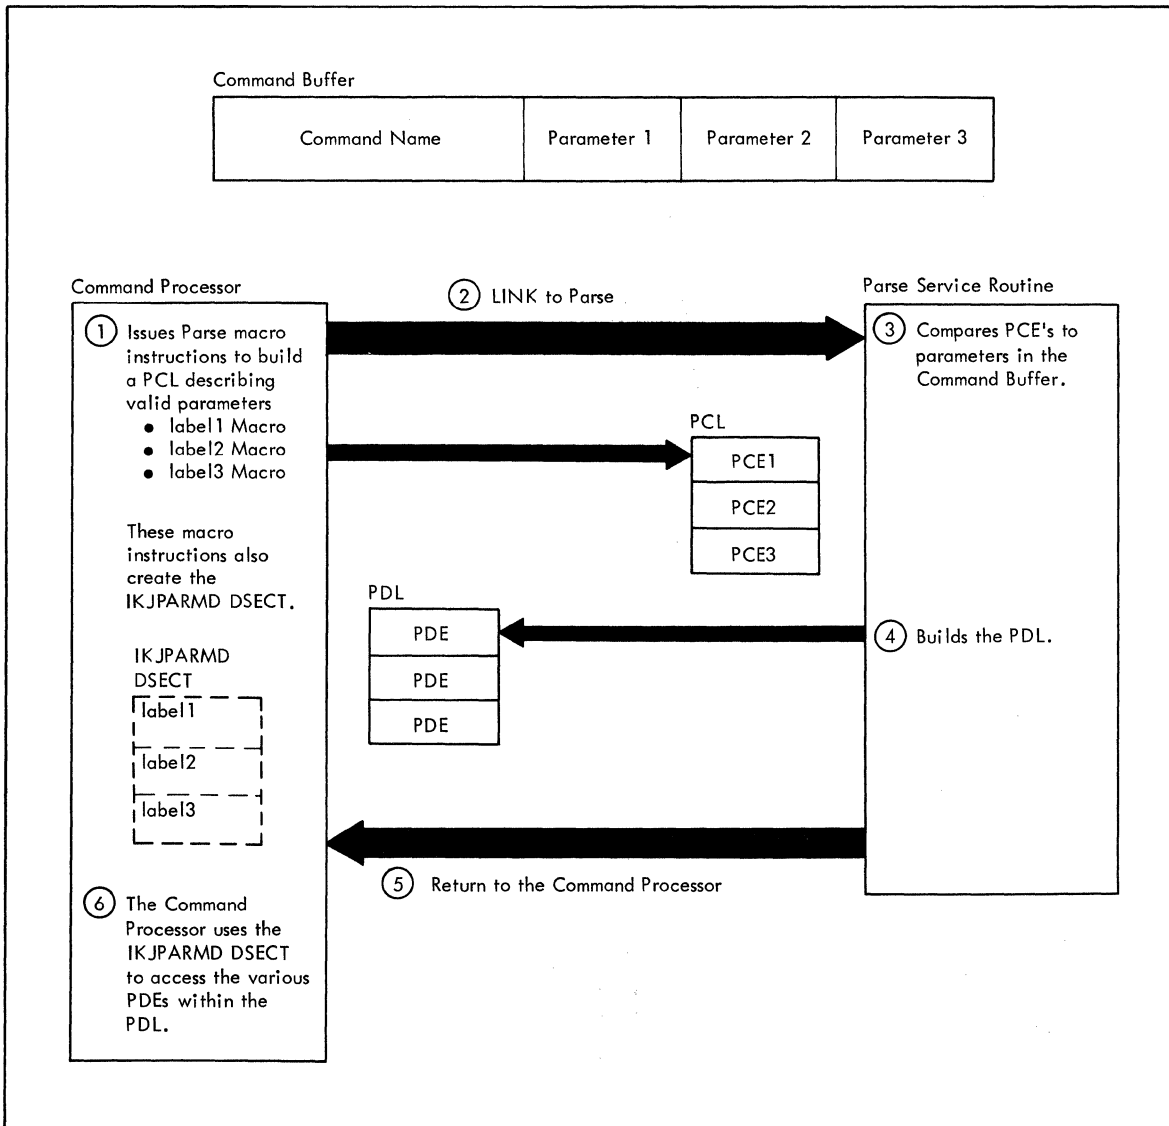 Command Buffer
Command Name
Parameter 1
Parameter 2
Parameter 3
Command Processor
1 Issues Parse macro
instructions to build
a PCL describing
valid parameters
• label1 Macro
• label2 Macro
• label3 Macro
These macro
instructions also
create the
IKJPARMD DSECT.
IKJPARMD
DSECT
label1
label2
label3
6 The Command
Processor uses the
IKJPARMD DSECT
to access the various
PDEs within the
PDL.
2 LINK to Parse
PCL
PCE1
PCE2
PCE3
PDL
PDE
PDE
PDE
5 Return to the Command Processor
Parse Service Routine
3 Compares PCE's to
parameters in the
Command Buffer.
4 Builds the PDL.